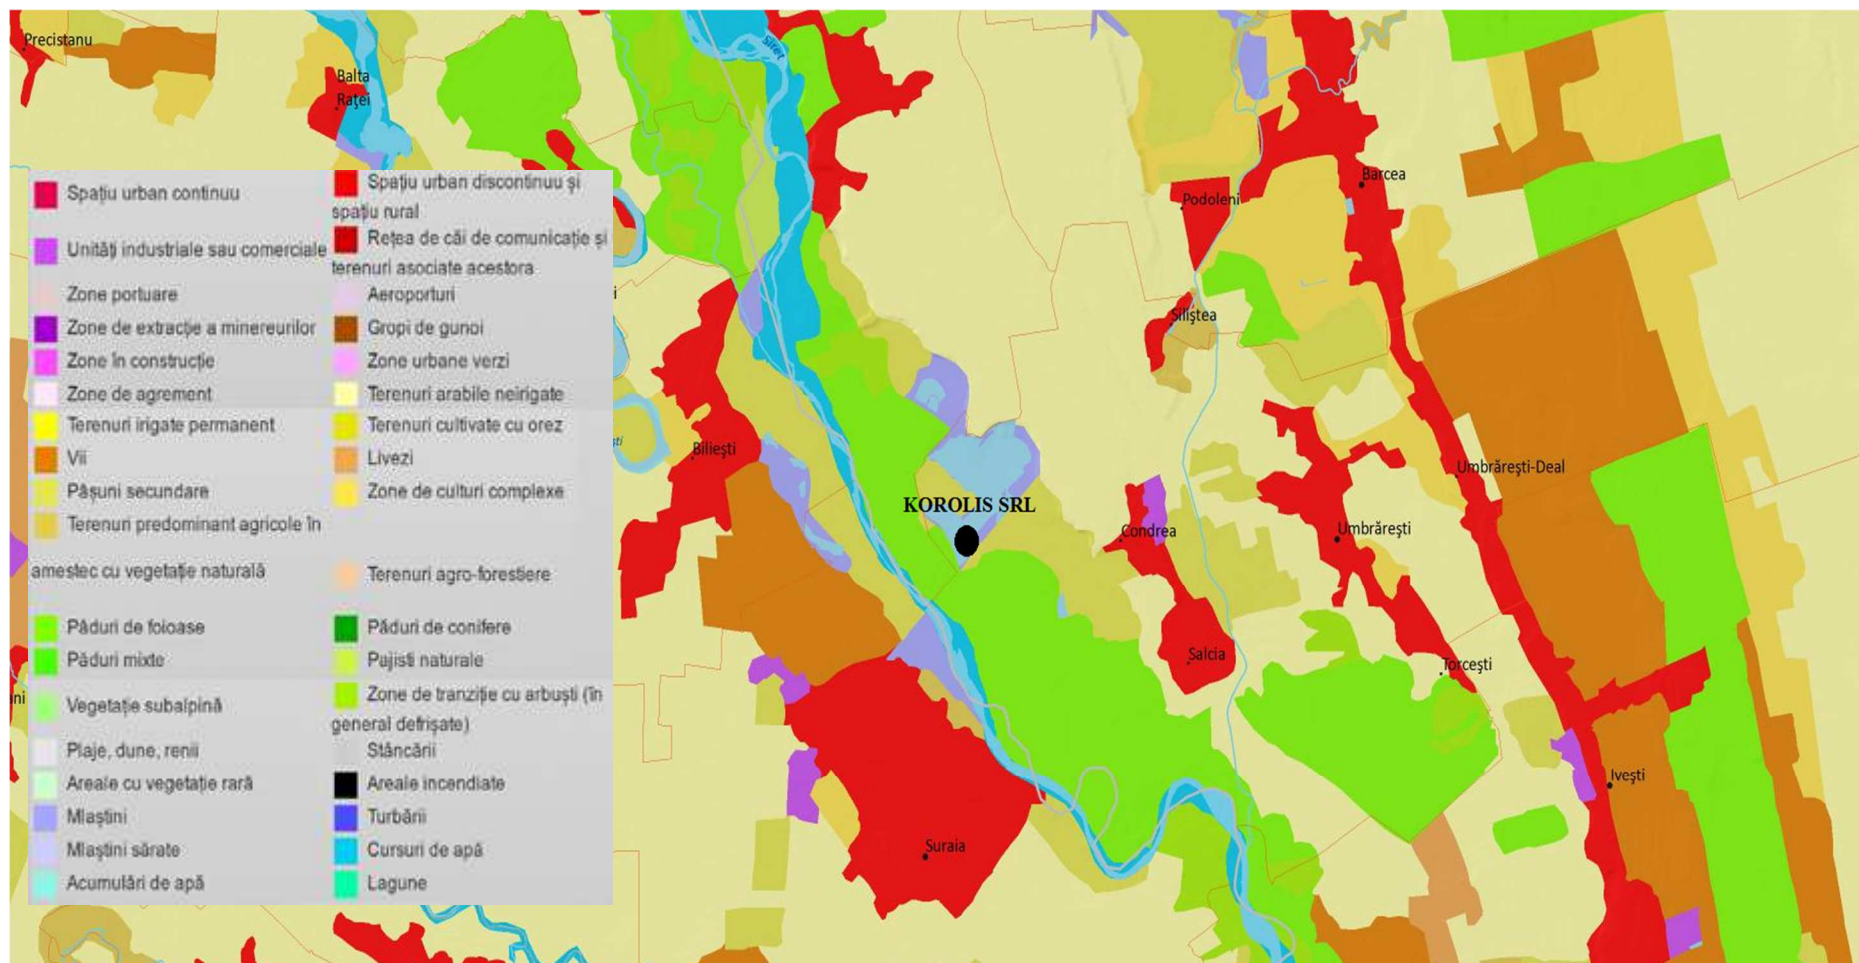 Precistanu
Balta
Raței
Siret
Barcea
Podoleni
Siliștea
Biliești
KOROLIS SRL
Condrea
Umbrărești-Deal
Umbrărești
Salcia
Torcești
Ivești
Suraia
i
ști
ni
Spațiu urban continuu
Spațiu urban discontinuu și
spațiu rural
Unități industriale sau comerciale
Rețea de căi de comunicație și
terenuri asociate acestora
Zone portuare
Aeroporturi
Zone de extracție a minereurilor
Gropi de gunoi
Zone în construcție
Zone urbane verzi
Zone de agrement
Terenuri arabile neirigate
Terenuri irigate permanent
Terenuri cultivate cu orez
Vii
Livezi
Pășuni secundare
Zone de culturi complexe
Terenuri predominant agricole în
amestec cu vegetație naturală
Terenuri agro-forestiere
Păduri de foioase
Păduri de conifere
Păduri mixte
Pajisti naturale
Vegetație subalpină
Zone de tranziție cu arbuști (în
general defrișate)
Plaje, dune, renii
Stâncării
Areale cu vegetație rară
Areale incendiate
Mlaștini
Turbării
Mlaștini sărate
Cursuri de apă
Acumulări de apă
Lagune